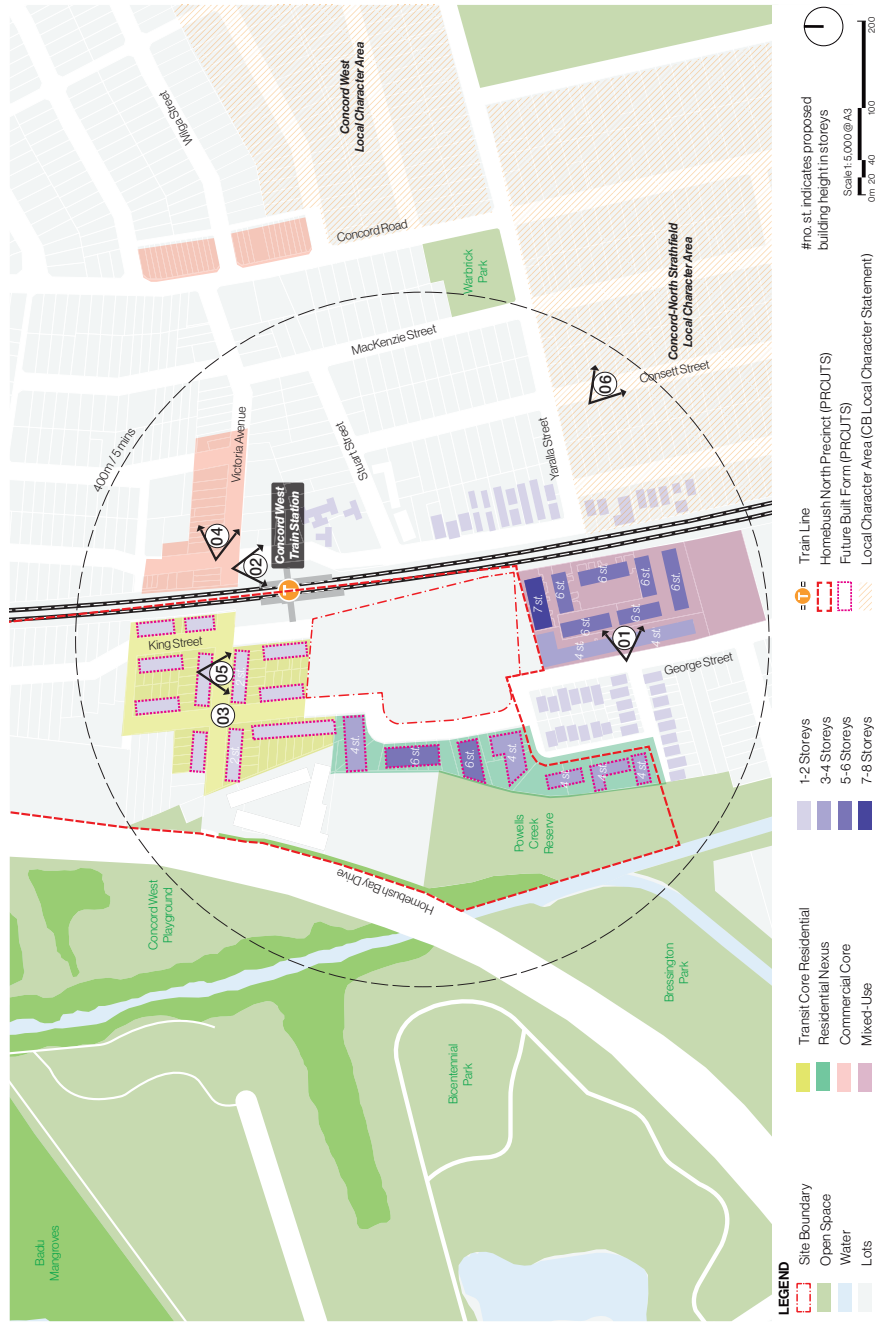 Badu
Mangroves
Concord West
Playground
Bicentennial
Park
Bressington
Park
Homebush Bay Drive
Powells
Creek
Reserve
400m / 5 mins
King Street
03
05
4 st.
6 st.
6 st.
4 st.
4 st.
4 st.
4 st.
T
Concord West
Train Station
02
04
Victoria Avenue
Stuart Street
MacKenzie Street
Yaralla Street
George Street
01
4 st.
4 st.
7 st.
6 st.
6 st.
6 st.
6 st.
6 st.
6 st.
06
Consett Street
Warbrick
Park
Concord Road
Wilga Street
Concord West
Local Character Area
Concord-North Strathfield
Local Character Area
LEGEND
Site Boundary
Open Space
Water
Lots
Transit Core Residential
Residential Nexus
Commercial Core
Mixed-Use
1-2 Storeys
3-4 Storeys
5-6 Storeys
7-8 Storeys
T
Train Line
Homebush North Precinct (PRCUTS)
Future Built Form (PRCUTS)
Local Character Area (CB Local Character Statement)
#no. st. indicates proposed
building height in storeys
Scale 1: 5,000 @ A3
0m 20 40 100 200